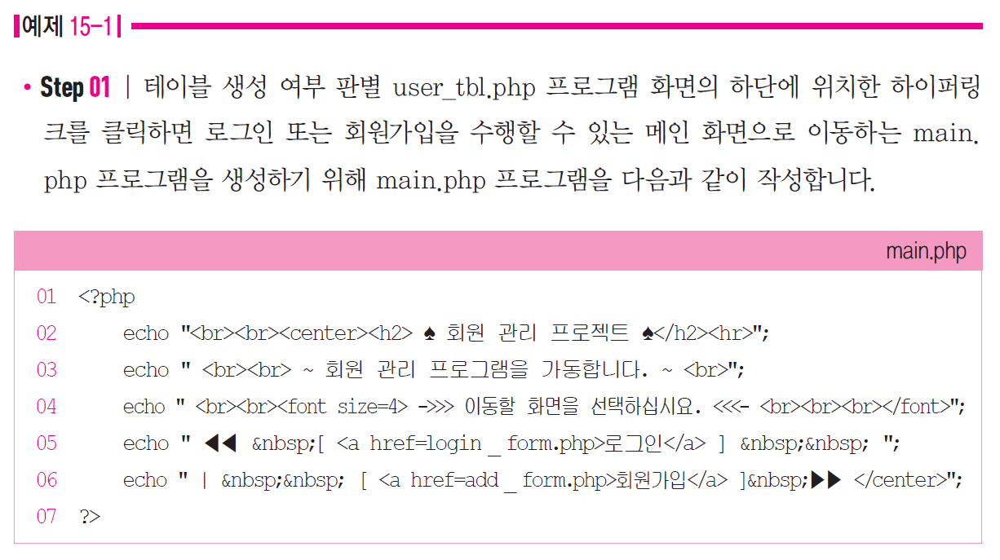 예제 15-1
• Step 01 | 테이블 생성 여부 판별 user_tbl.php 프로그램 화면의 하단에 위치한 하이퍼링
크를 클릭하면 로그인 또는 회원가입을 수행할 수 있는 메인 화면으로 이동하는 main.
php 프로그램을 생성하기 위해 main.php 프로그램을 다음과 같이 작성합니다.
main.php
01 <?php
02 echo "<br><br><center><h2> ♠ 회원 관리 프로젝트 ♠</h2><hr>";
03 echo " <br><br> ~ 회원 관리 프로그램을 가동합니다. ~ <br>";
04 echo " <br><br><font size=4> ->>> 이동할 화면을 선택하십시요. <<<- <br><br><br></font>";
05 echo " ◀◀ &nbsp;[ <a href=login _ form.php>로그인</a> ] &nbsp;&nbsp; ";
06 echo " | &nbsp;&nbsp; [ <a href=add _ form.php>회원가입</a> ]&nbsp;▶▶ </center>";
07 ?>